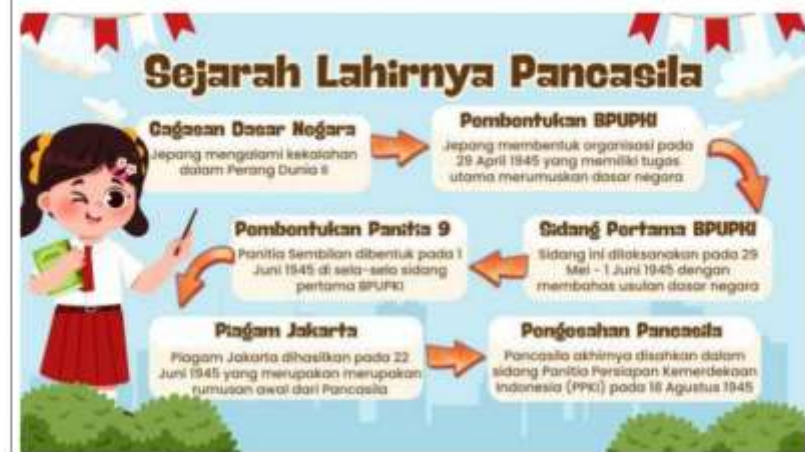 Sejarah Lahirnya Pancasila
Gagasan Dasar Negara
Jepang mengalami kekalahan
dalam Perang Dunia II
Pembentukan BPUPKI
Jepang membentuk organisasi pada
29 April 1945 yang memiliki tugas
utama merumuskan dasar negara
Sidang Pertama BPUPKI
Sidang ini dilaksanakan pada 29
Mei - 1 Juni 1945 dengan
membahas usulan dasar negara
Pembentukan Panitia 9
Panitia Sembilan dibentuk pada 1
Juni 1945 di sela-sela sidang
pertama BPUPKI
Piagam Jakarta
Piagam Jakarta dihasilkan pada 22
Juni 1945 yang merupakan merupakan
rumusan awal dari Pancasila
Pengesahan Pancasila
Pancasila akhirnya disahkan dalam
sidang Panitia Persiapan Kemerdekaan
Indonesia (PPKI) pada 18 Agustus 1945